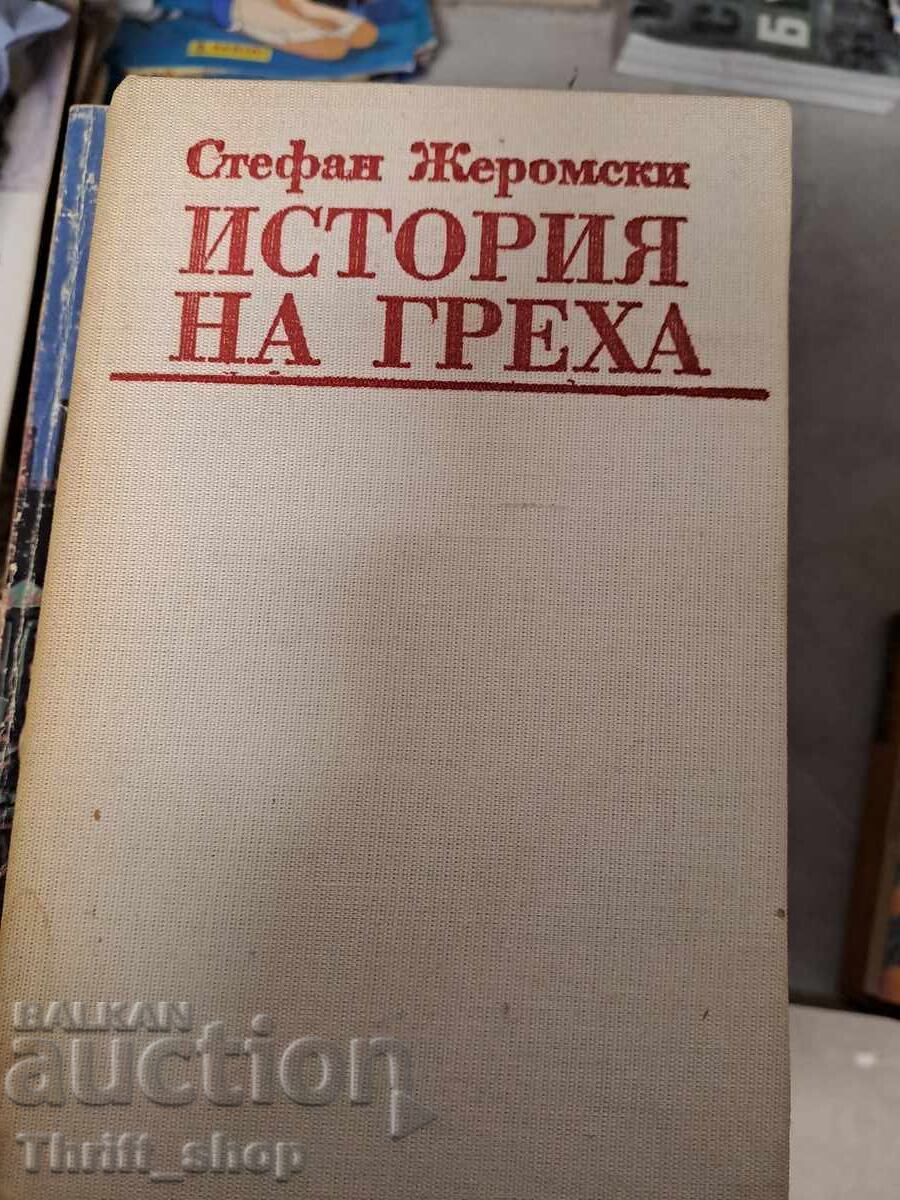 Стефан Жеромски
ИСТОРИЯ
НА ГРЕХА
BALKAN
auction
Thrift_shop